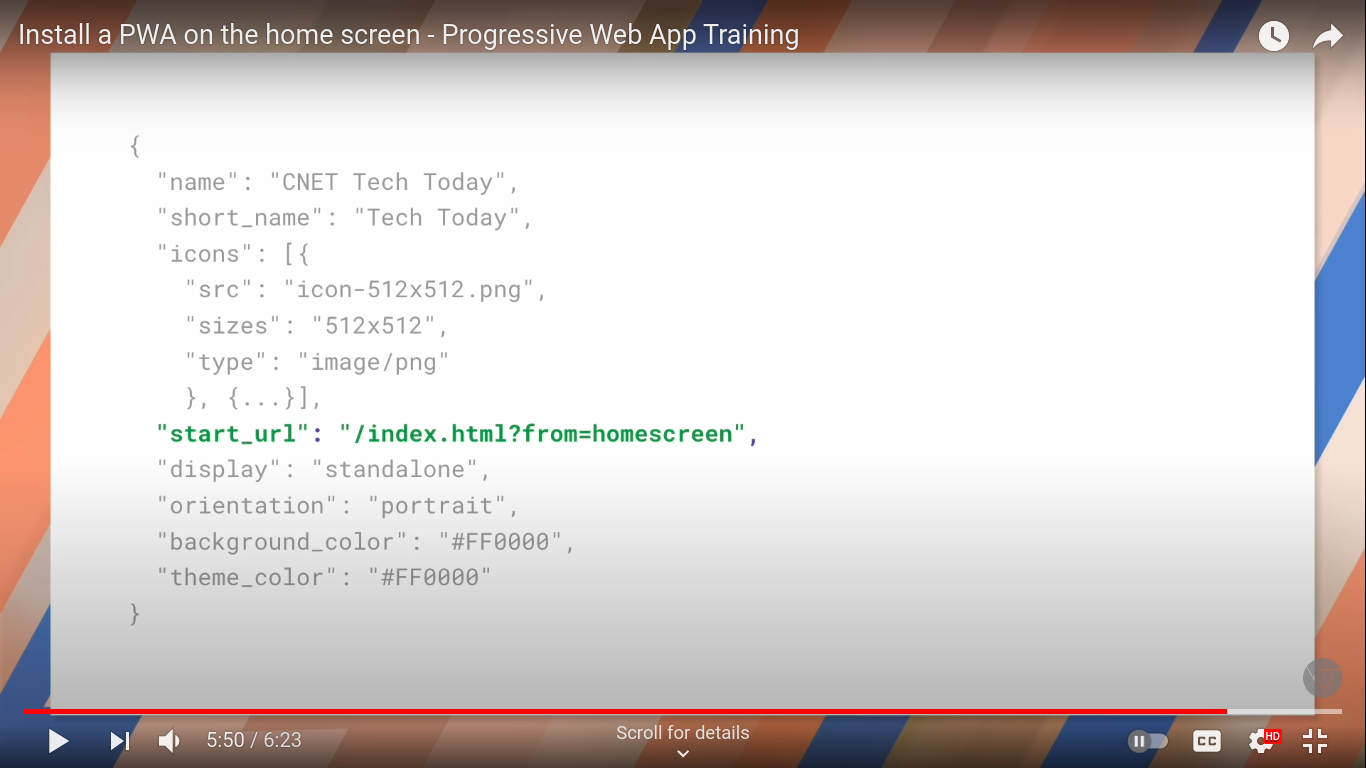 Install a PWA on the home screen - Progressive Web App Training
{
"name": "CNET Tech Today",
"short_name": "Tech Today",
"icons": [{
"src": "icon-512x512.png",
"sizes": "512x512",
"type": "image/png"
}, {...}],
"start_url": "/index.html?from=homescreen",
"display": "standalone",
"orientation": "portrait",
"background_color": "#FF0000",
"theme_color": "#FF0000"
}
5:50 / 6:23
Scroll for details
CC
HD